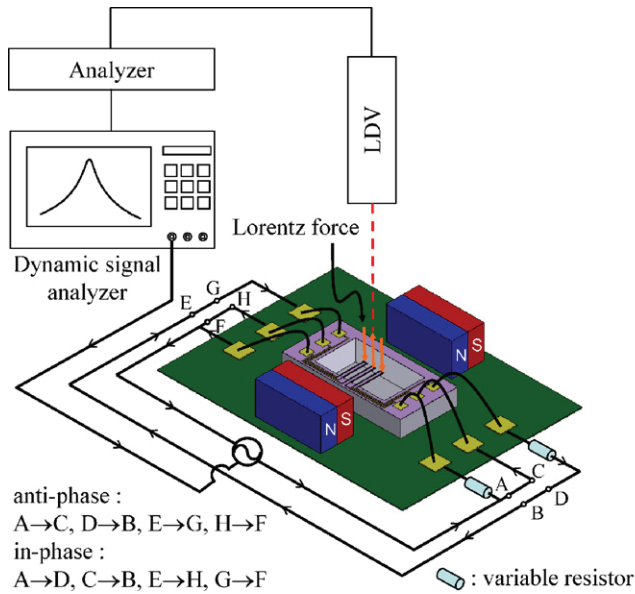 Analyzer
LDV
Lorentz force
Dynamic signal
analyzer
G
E
H
F
N
S
N
S
A
C
D
B
anti-phase :
A→C, D→B, E→G, H→F
in-phase :
A→D, C→B, E→H, G→F
: variable resistor